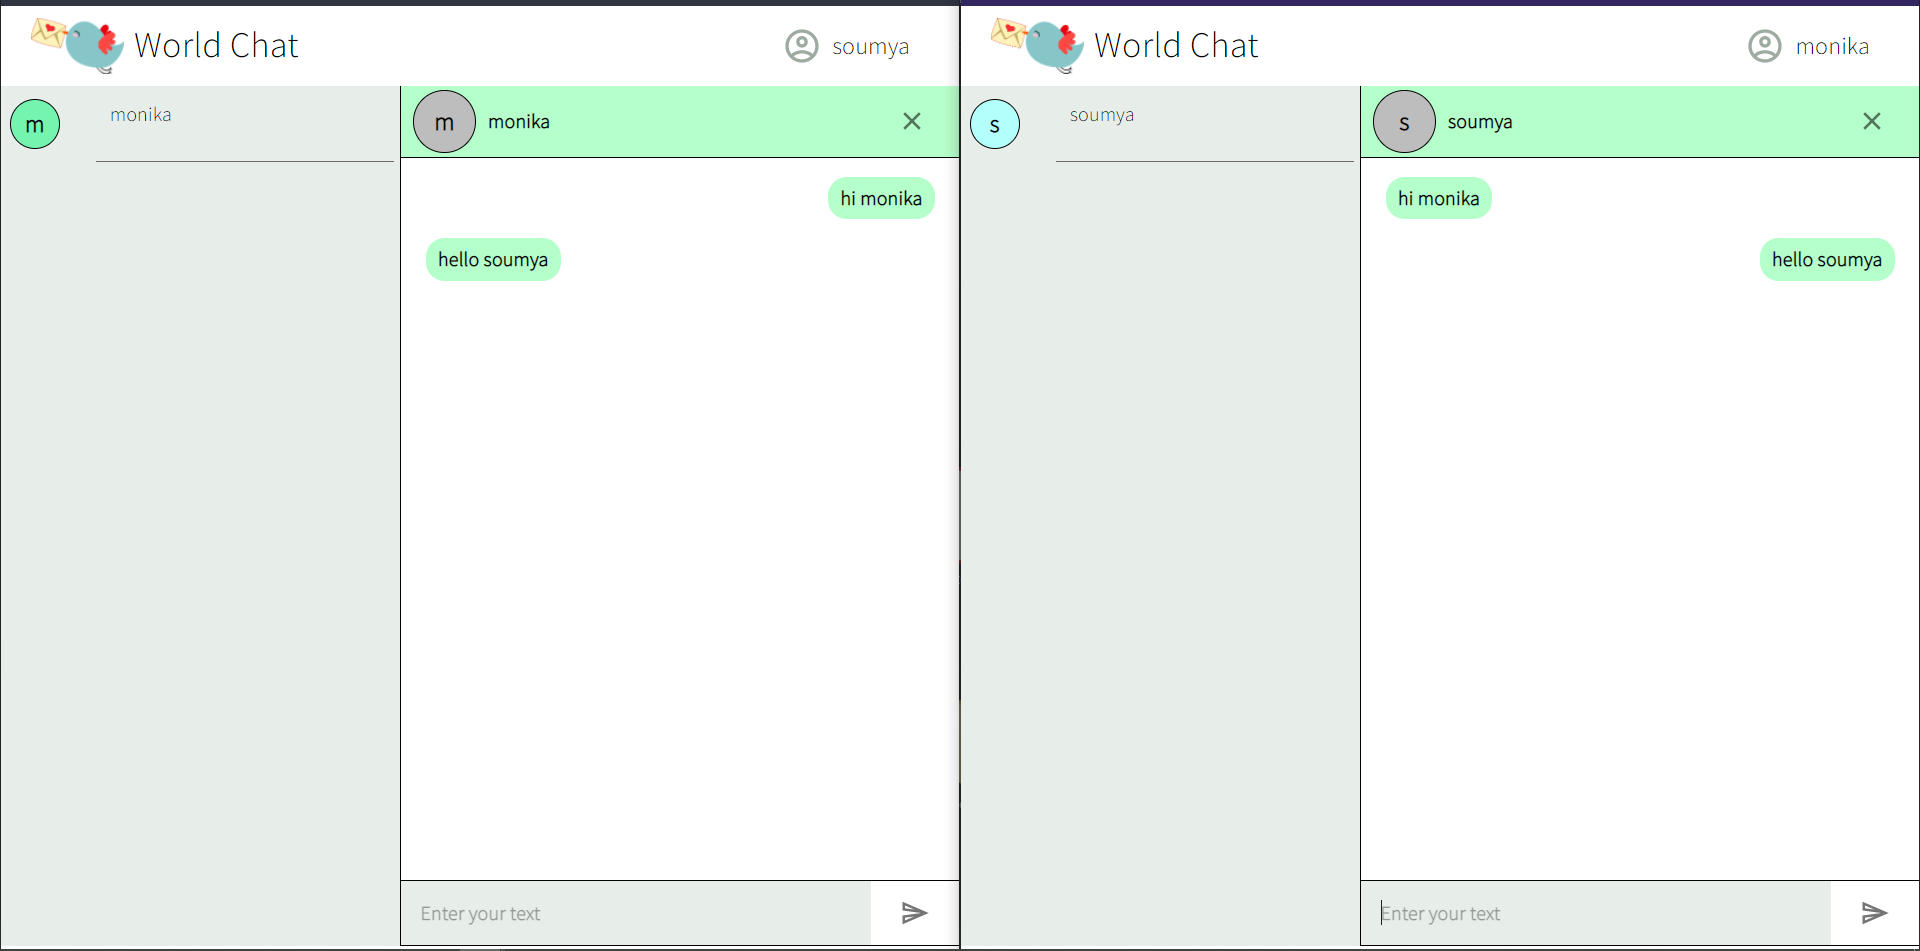 World Chat
soumya
m
monika
m
monika
hi monika
hello soumya
Enter your text
World Chat
monika
s
soumya
s
soumya
hi monika
hello soumya
Enter your text